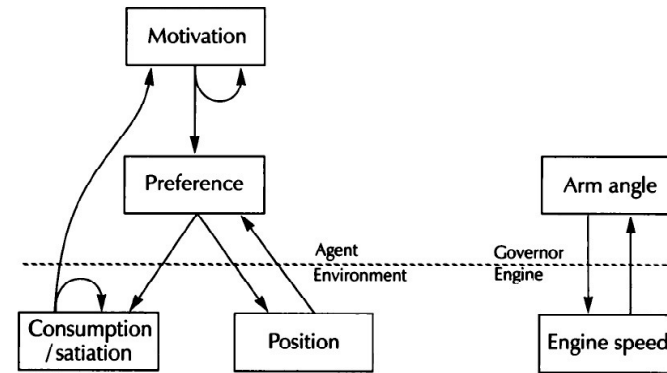 Motivation
Preference
Arm angle
Agent
Environment
Governor
Engine
Consumption
/satiation
Position
Engine speed